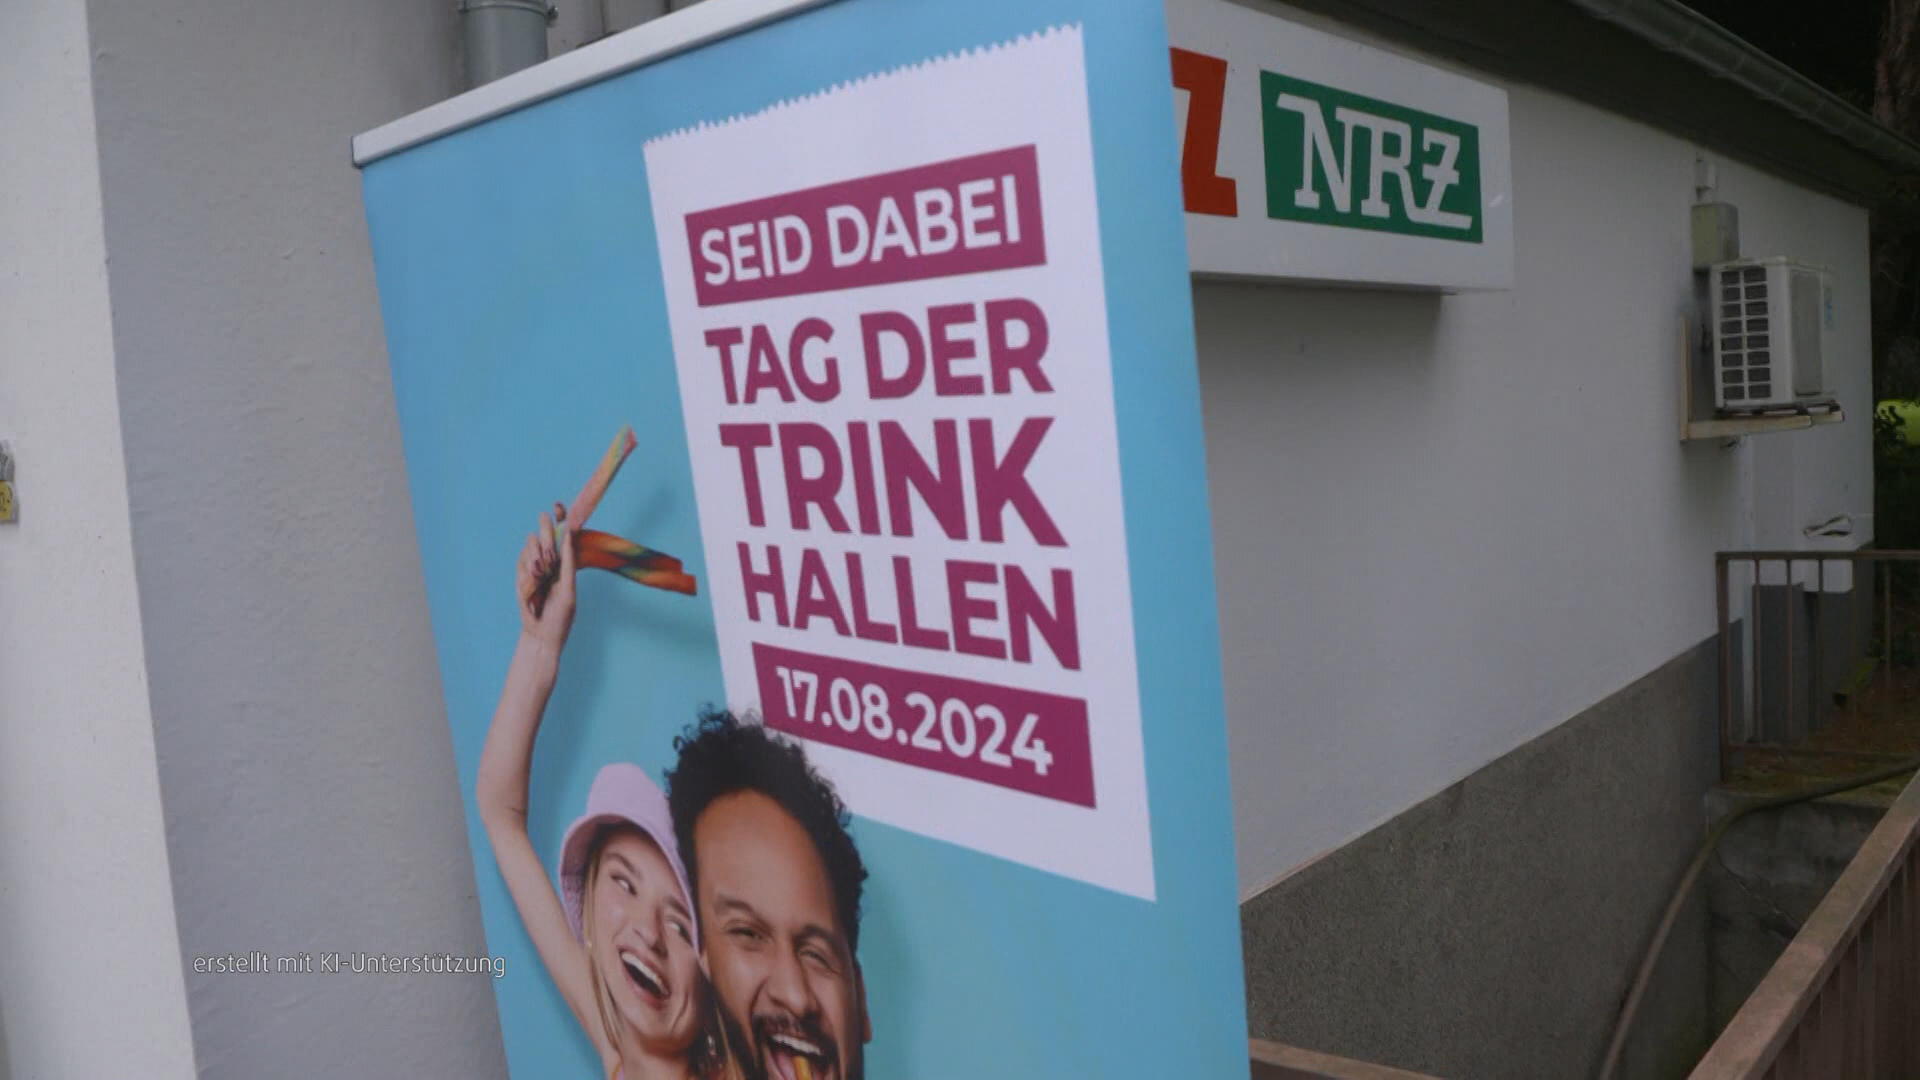 SEID DABEI
TAG DER
TRINK
HALLEN
17.08.2024
Z
NRZ
erstellt mit KI-Unterstützung